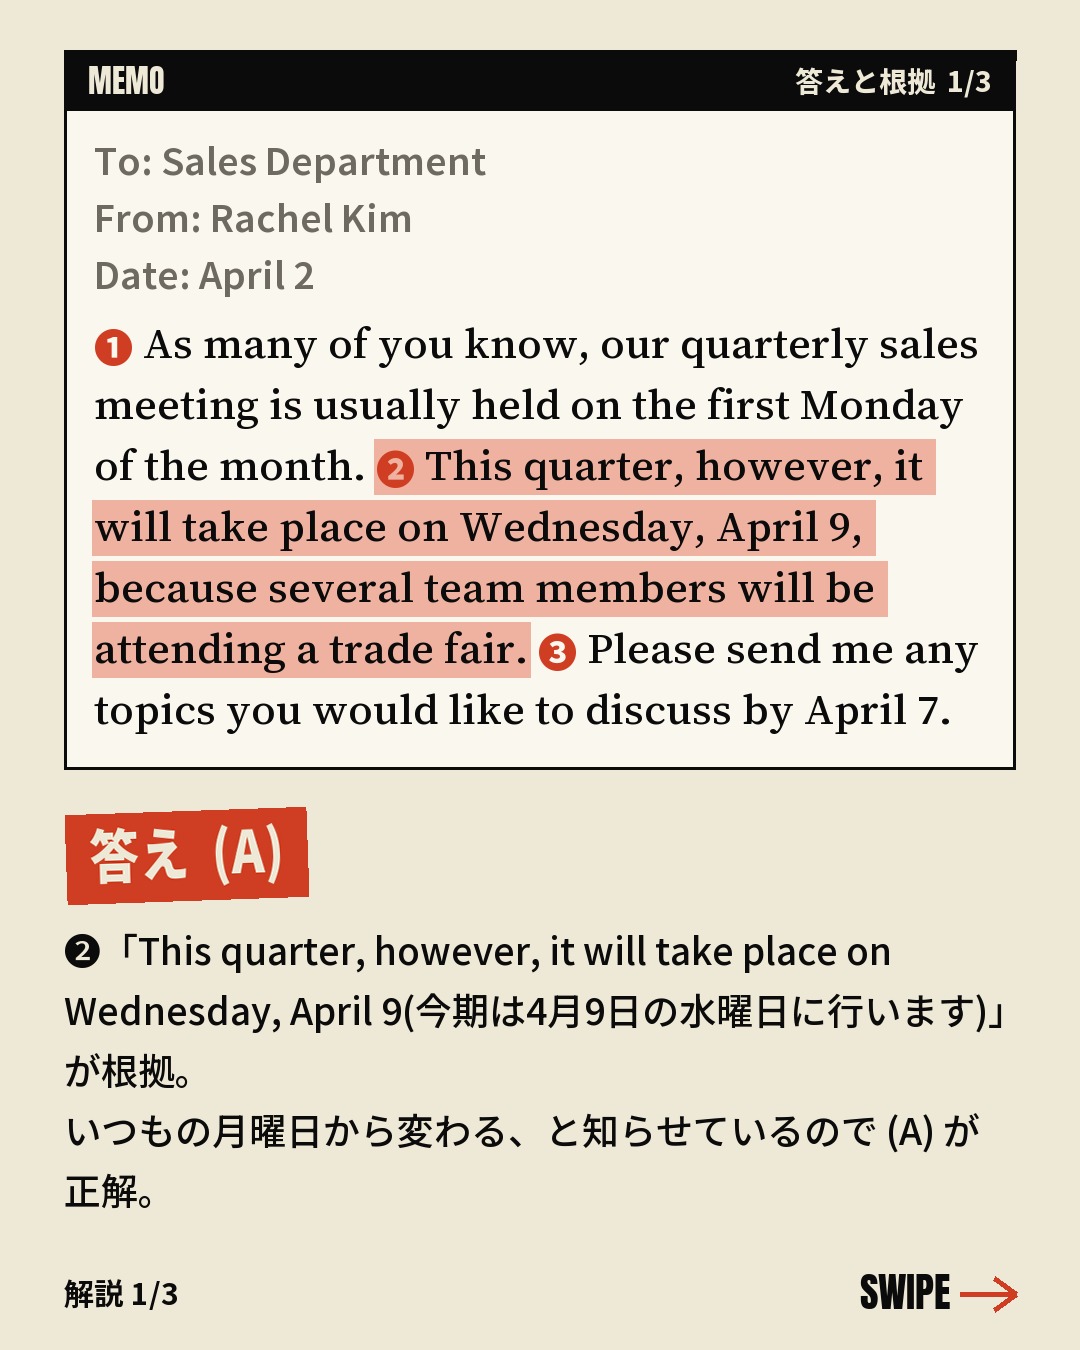 MEMO
答えと根拠 1/3
To: Sales Department
From: Rachel Kim
Date: April 2
❶ As many of you know, our quarterly sales
meeting is usually held on the first Monday
of the month. ❷ This quarter, however, it
will take place on Wednesday, April 9,
because several team members will be
attending a trade fair. ❸ Please send me any
topics you would like to discuss by April 7.
答え (A)
❷「This quarter, however, it will take place on
Wednesday, April 9(今期は4月9日の水曜日に行います)」
が根拠。
いつもの月曜日から変わる、と知らせているので (A) が
正解。
解説 1/3
SWIPE →